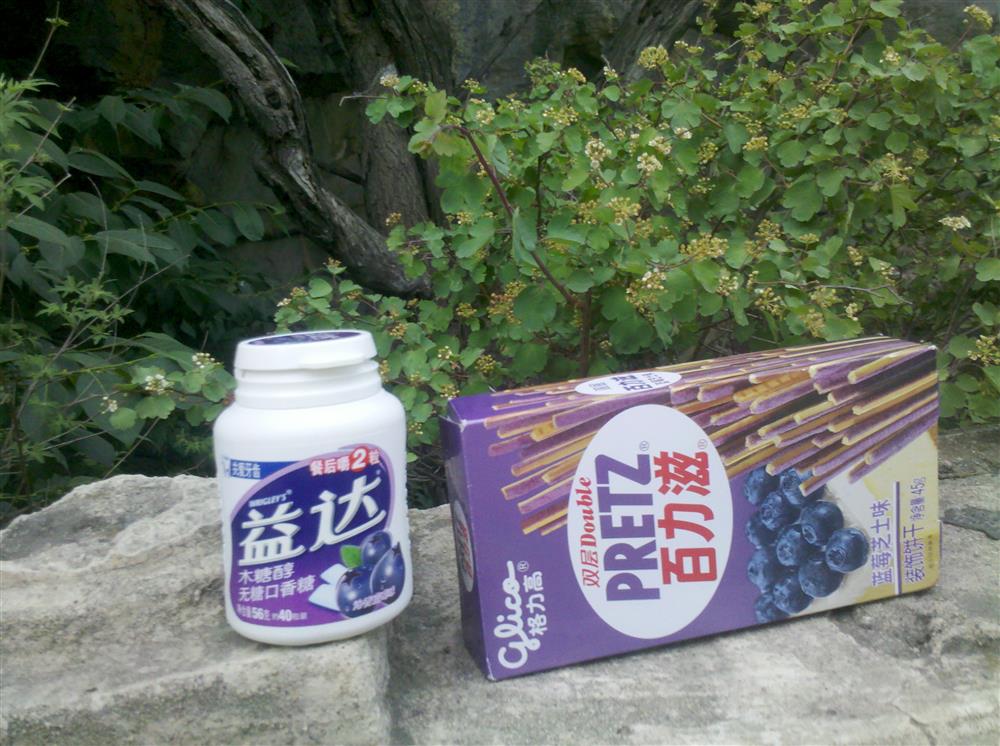 关爱牙齿
餐后嚼2粒
WRIGLEY'S®
益达
木糖醇
无糖口香糖
净含量56克 约40粒装
双层Double
PRETZ®
百力滋®
glico®
格力高
蓝莓芝士味
装饰饼干 净含量:45克